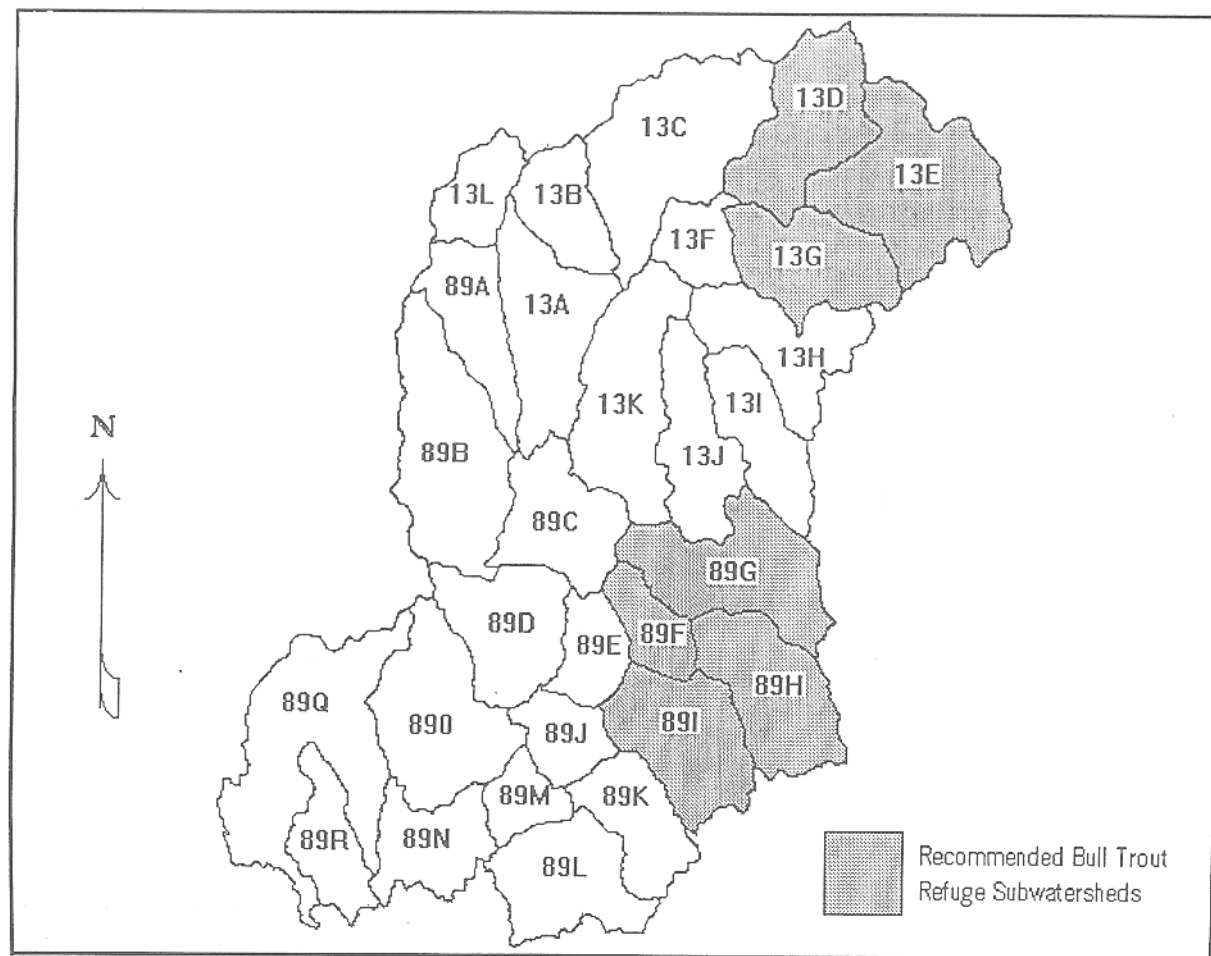 13D
13C
13E
13L
13B
13F
13G
89A
13A
13H
13K
13I
N
89B
13J
89C
89G
89D
89F
89E
89H
89Q
890
89J
89I
89M
89K
89R
89N
89L
Recommended Bull Trout
Refuge Subwatersheds